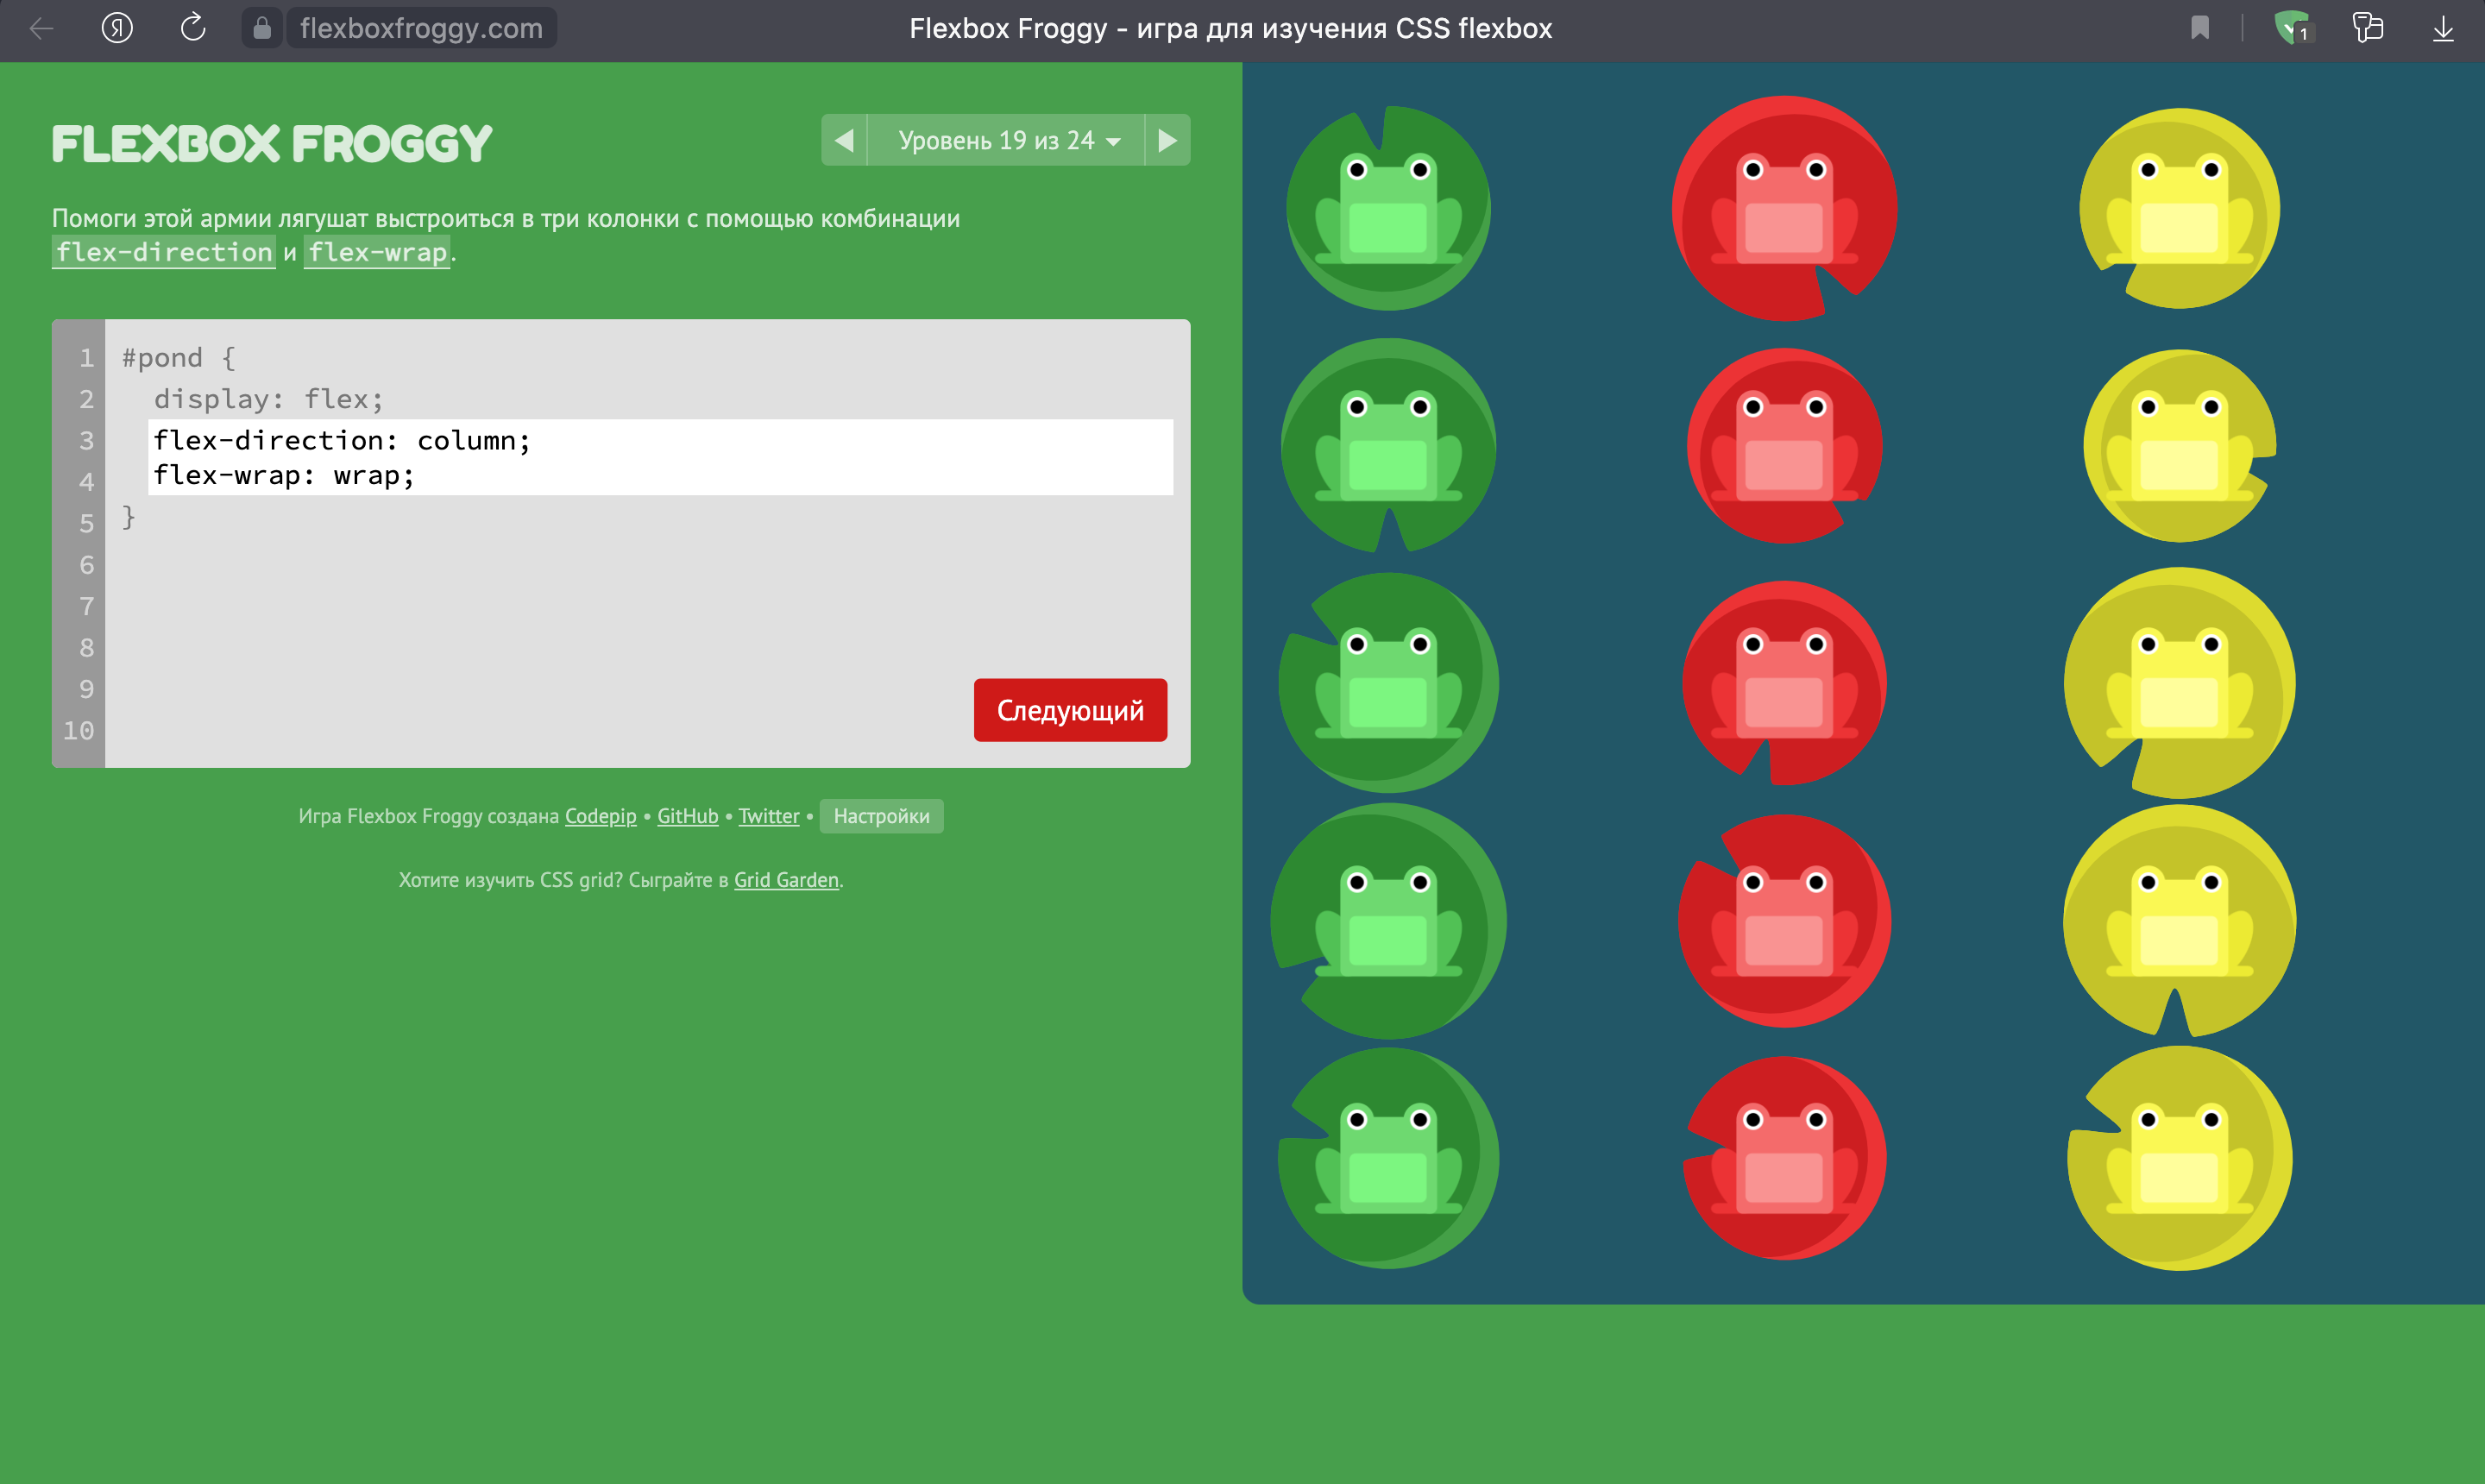 flexboxfroggy.com
Flexbox Froggy - игра для изучения CSS flexbox
1
FLEXBOX FROGGY
Уровень 19 из 24
Помоги этой армии лягушат выстроиться в три колонки с помощью комбинации
flex-direction и flex-wrap.
1 #pond {
2 display: flex;
3 flex-direction: column;
4 flex-wrap: wrap;
5 }
6
7
8
9
10
Следующий
Игра Flexbox Froggy создана Codepip • GitHub • Twitter • Настройки
Хотите изучить CSS grid? Сыграйте в Grid Garden.